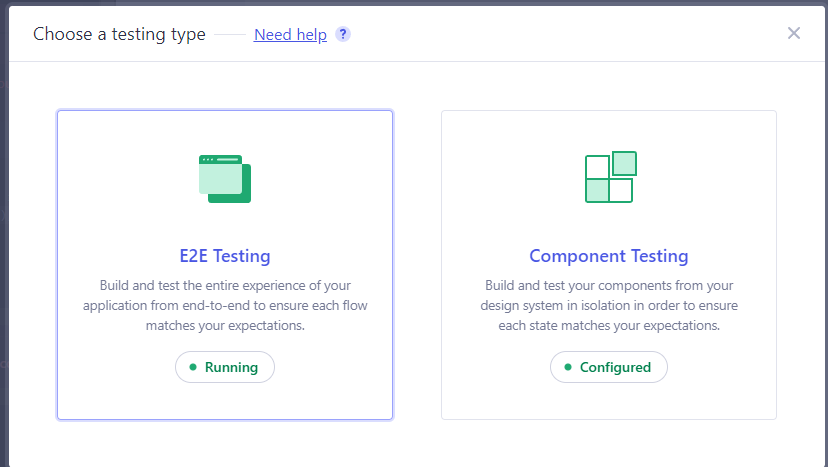 Choose a testing type
Need help ?
E2E Testing
Build and test the entire experience of your
application from end-to-end to ensure each flow
matches your expectations.
Running
Component Testing
Build and test your components from your
design system in isolation in order to ensure
each state matches your expectations.
Configured